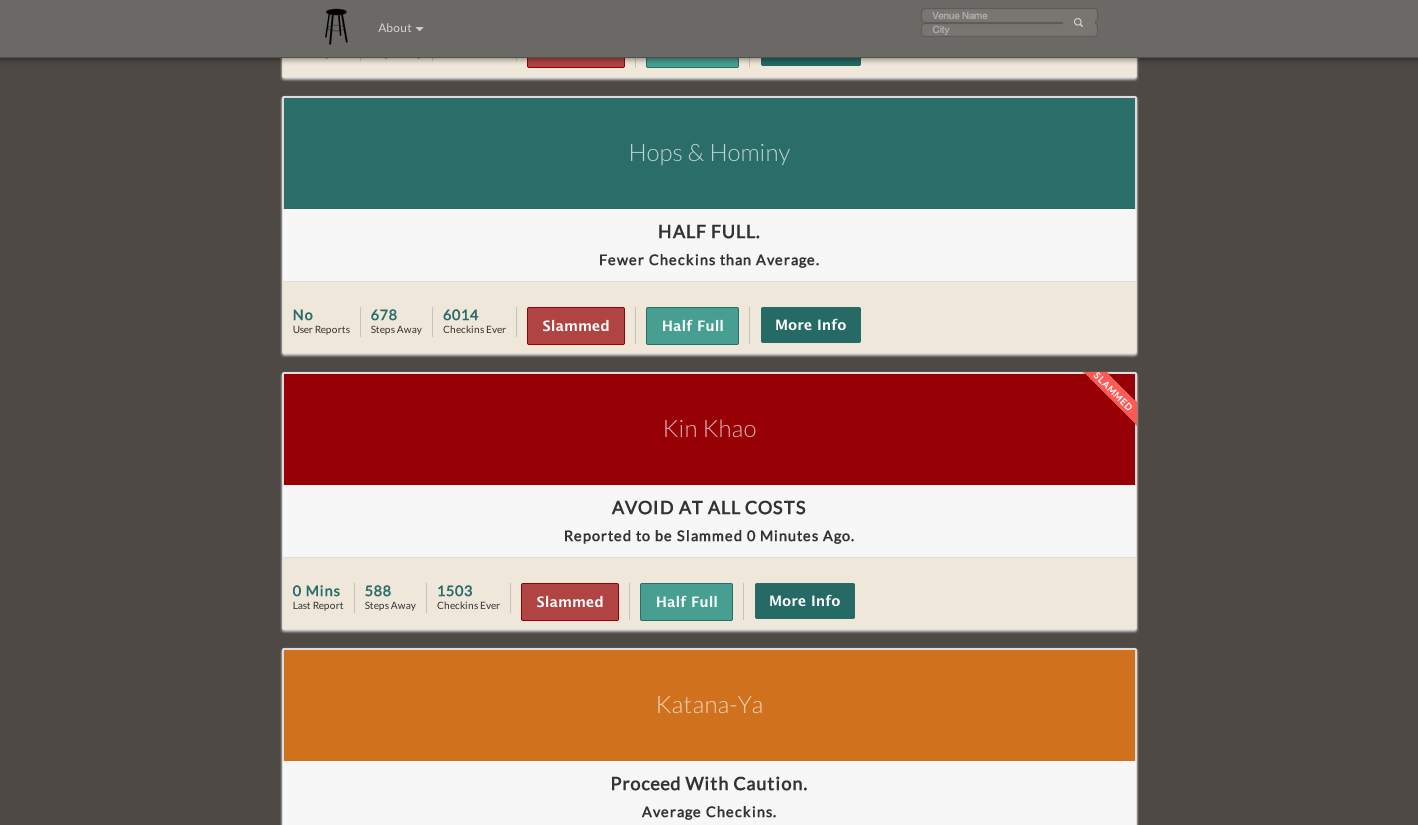 About
Venue Name
City
Hops & Hominy
HALF FULL.
Fewer Checkins than Average.
No
User Reports
678
Steps Away
6014
Checkins Ever
Slammed
Half Full
More Info
SLAMMED
Kin Khao
AVOID AT ALL COSTS
Reported to be Slammed 0 Minutes Ago.
0 Mins
Last Report
588
Steps Away
1503
Checkins Ever
Slammed
Half Full
More Info
Katana-Ya
Proceed With Caution.
Average Checkins.